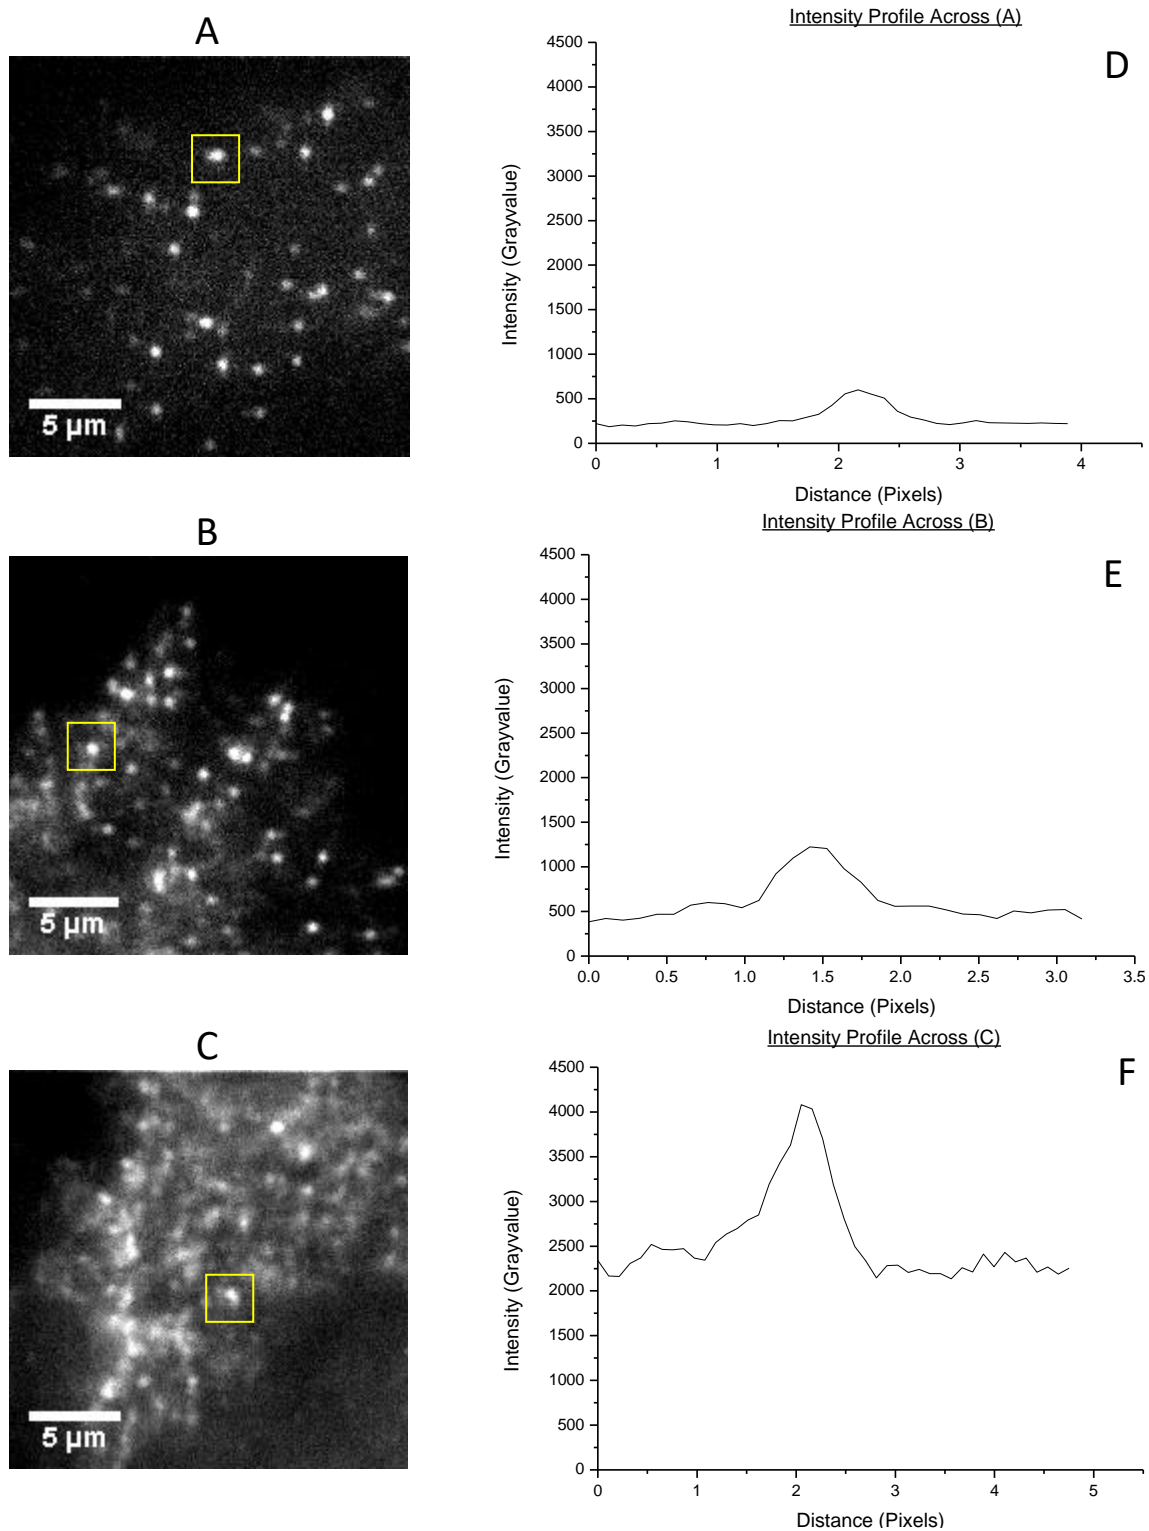 A
5 µm
Intensity Profile Across (A)
D
4500
4000
3500
3000
2500
2000
1500
1000
500
0
Intensity (Grayvalue)
0 1 2 3 4
Distance (Pixels)
B
5 µm
Intensity Profile Across (B)
E
4500
4000
3500
3000
2500
2000
1500
1000
500
0
Intensity (Grayvalue)
0.0 0.5 1.0 1.5 2.0 2.5 3.0 3.5
Distance (Pixels)
C
5 µm
Intensity Profile Across (C)
F
4500
4000
3500
3000
2500
2000
1500
1000
500
0
Intensity (Grayvalue)
0 1 2 3 4 5
Distance (Pixels)